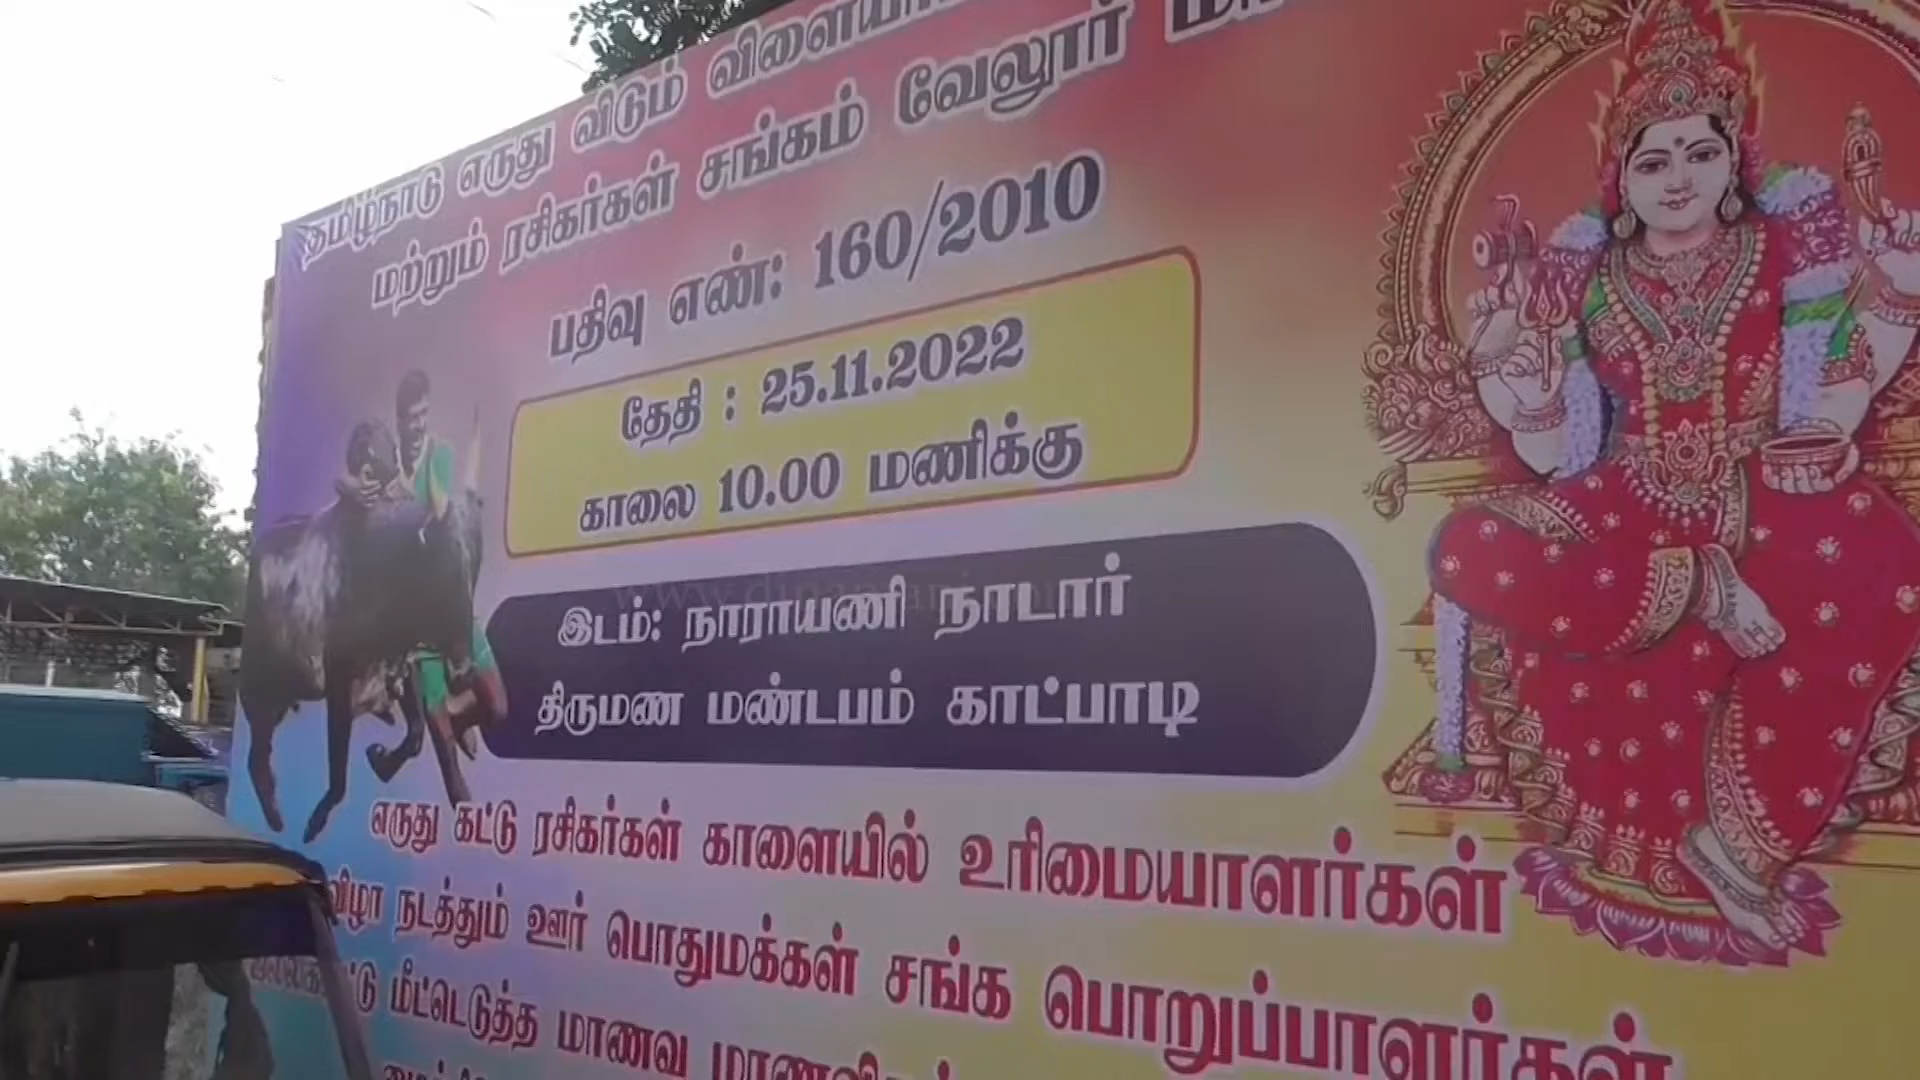 தமிழ்நாடு எருது விடும்
மற்றும் ரசிகர்கள் சங்கம் வேலூர்
பதிவு எண்: 160/2010
தேதி : 25.11.2022
காலை 10.00 மணிக்கு
இடம்: நாராயணி நாடார்
திருமண மண்டபம் காட்பாடி
எருது கட்டு ரசிகர்கள் காளையில் உரிமையாளர்கள்
விழா நடத்தும் ஊர் பொதுமக்கள் சங்க பொறுப்பாளர்கள்
மீட்டெடுத்த மாணவ